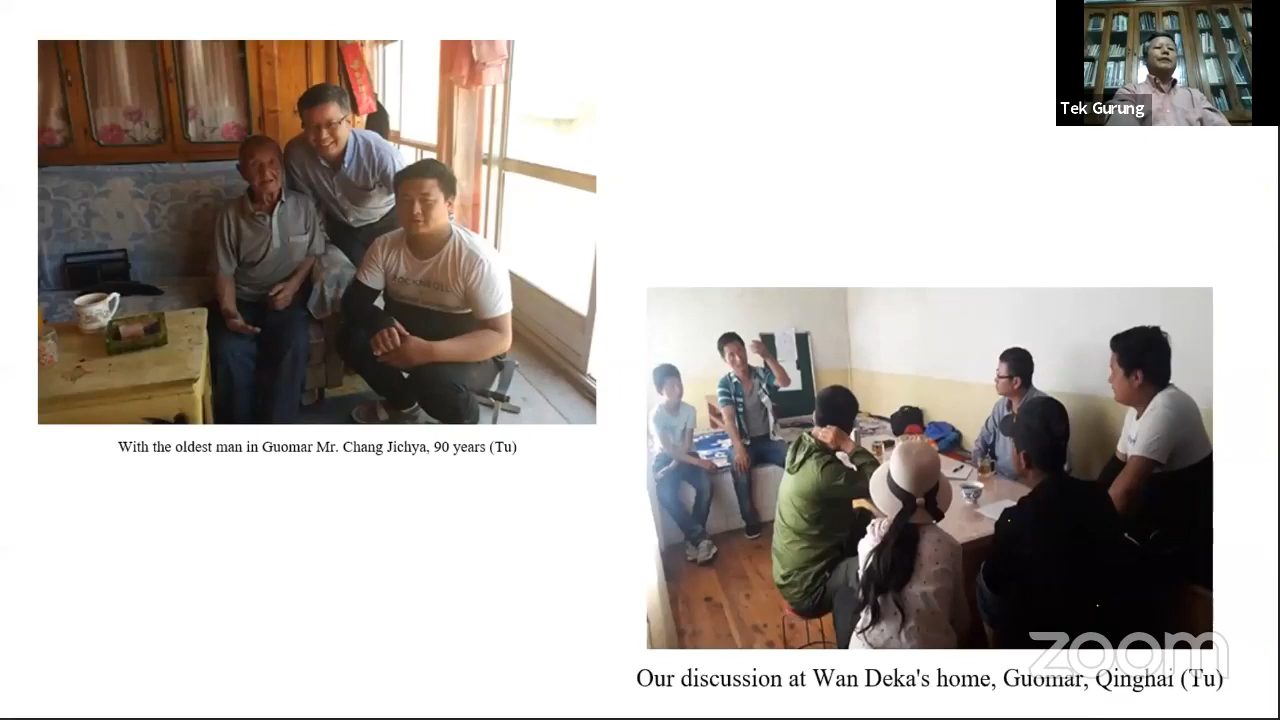 Tek Gurung
With the oldest man in Guomar Mr. Chang Jichya, 90 years (Tu)
Our discussion at Wan Deka's home, Guomar, Qinghai (Tu)
zoom